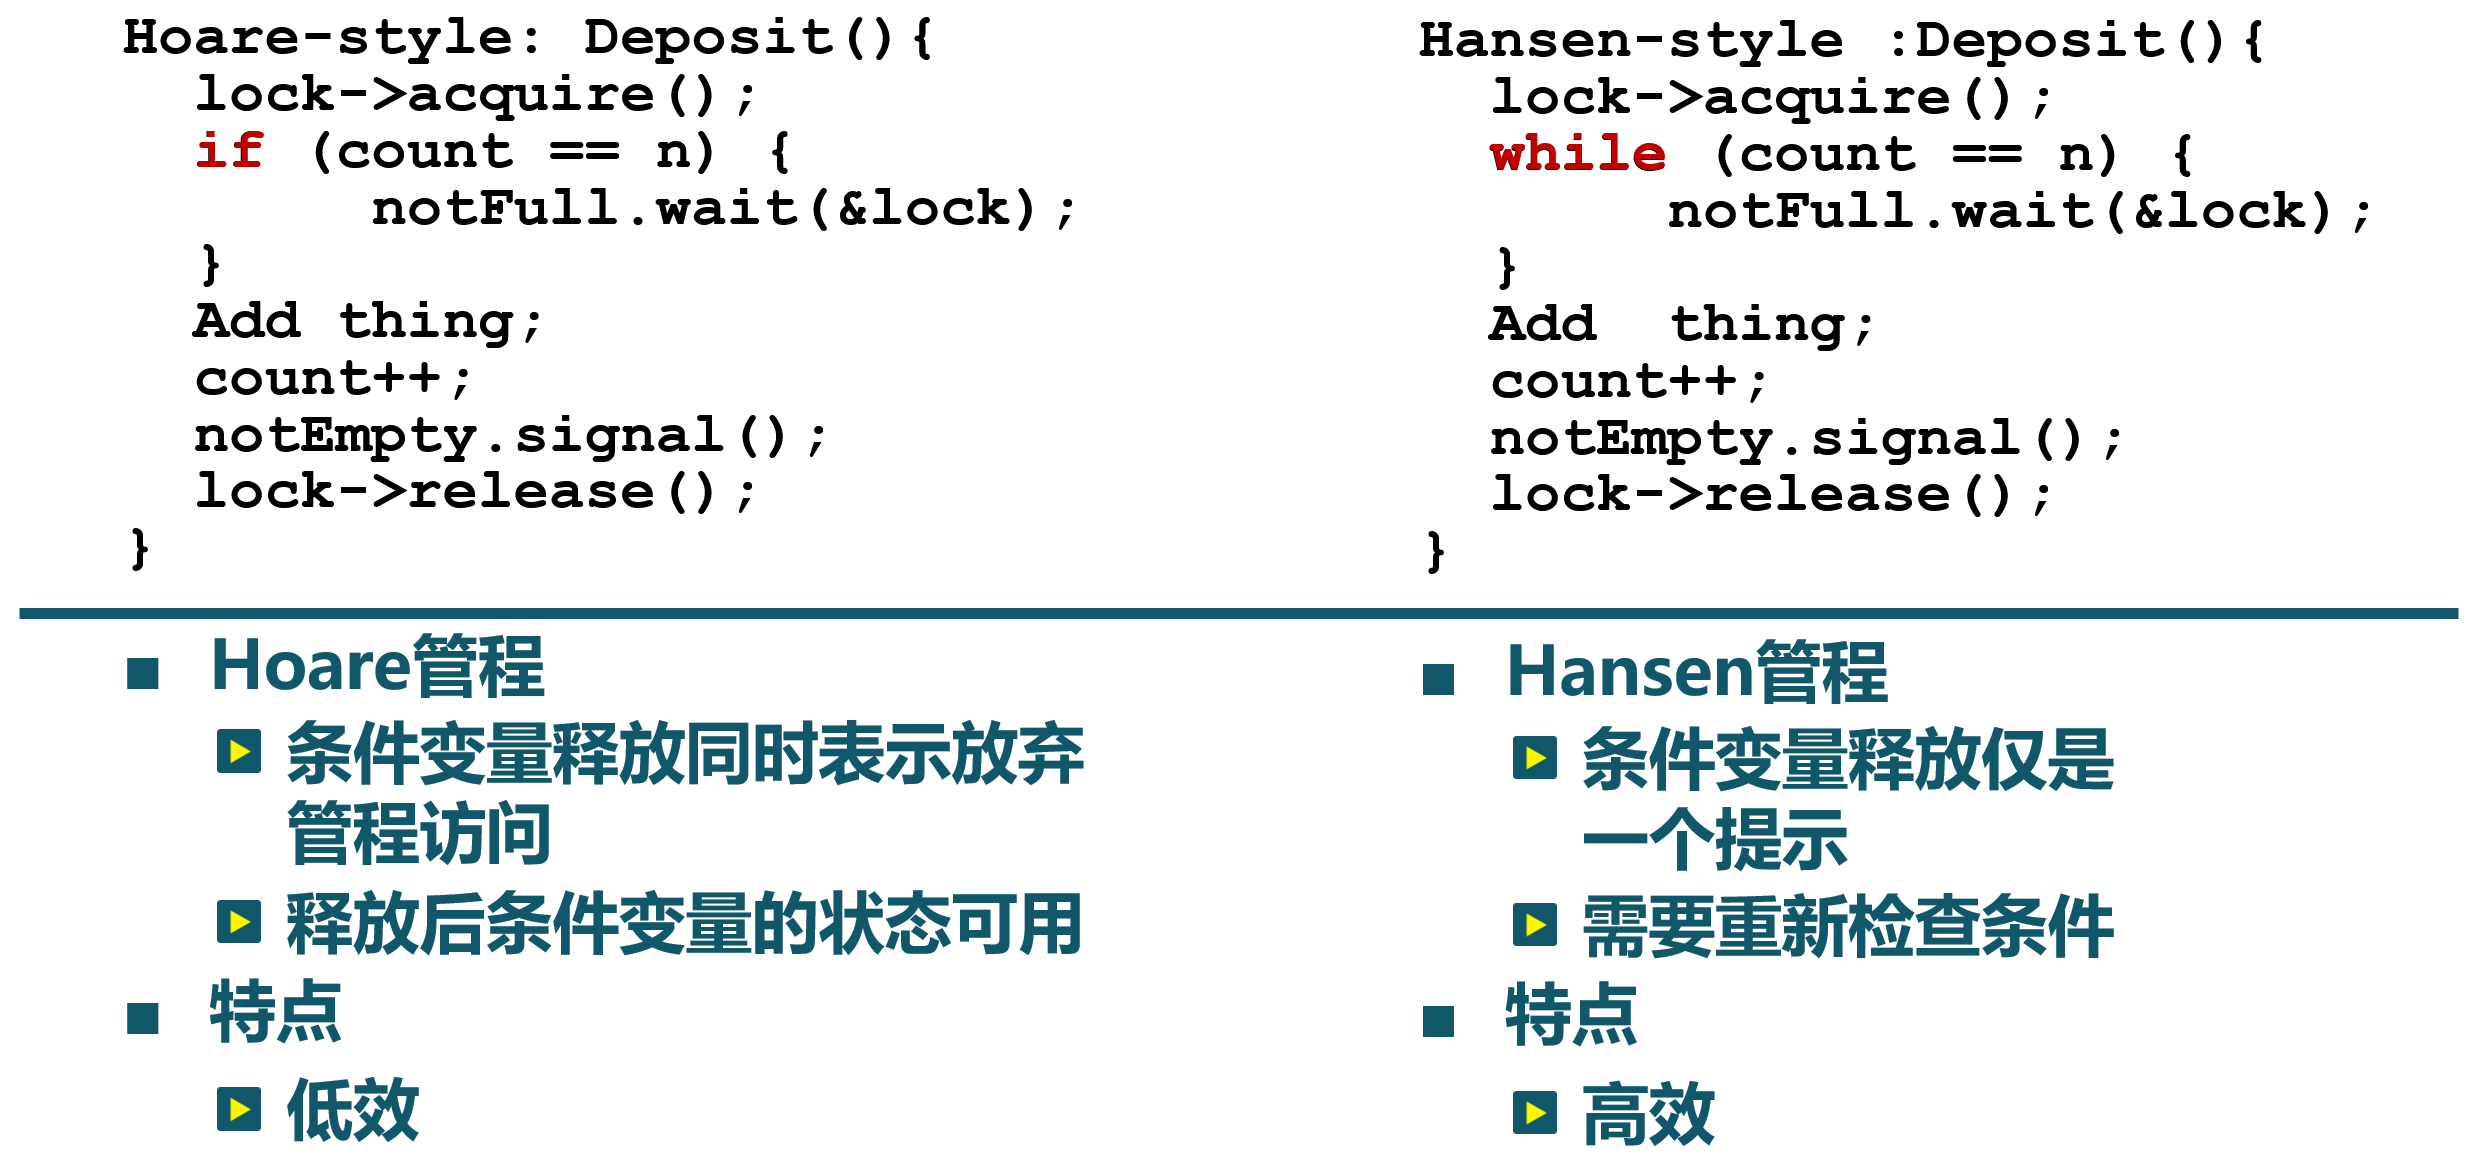 Hoare-style: Deposit(){
lock->acquire();
if (count == n) {
notFull.wait(&lock);
}
Add thing;
count++;
notEmpty.signal();
lock->release();
}
Hansen-style :Deposit(){
lock->acquire();
while (count == n) {
notFull.wait(&lock);
}
Add  thing;
count++;
notEmpty.signal();
lock->release();
}
Hoare管程
条件变量释放同时表示放弃
管程访问
释放后条件变量的状态可用
特点
低效
Hansen管程
条件变量释放仅是
一个提示
需要重新检查条件
特点
高效